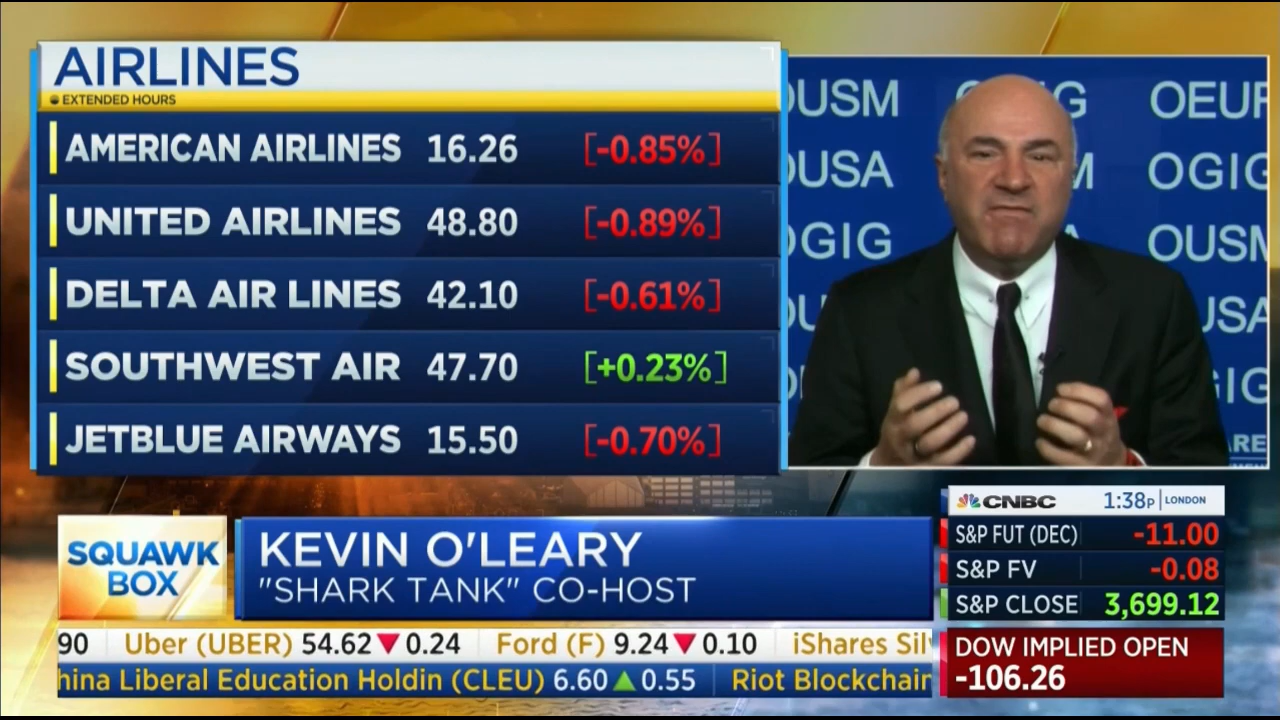 AIRLINES
EXTENDED HOURS
AMERICAN AIRLINES 16.26 [-0.85%]
UNITED AIRLINES 48.80 [-0.89%]
DELTA AIR LINES 42.10 [-0.61%]
SOUTHWEST AIR 47.70 [+0.23%]
JETBLUE AIRWAYS 15.50 [-0.70%]
OUSM OEUR
OUSA OGIG
OGIG OUSM
SQUAWK BOX
KEVIN O'LEARY
"SHARK TANK" CO-HOST
CNBC 1:38P LONDON
S&P FUT (DEC) -11.00
S&P FV -0.08
S&P CLOSE 3,699.12
DOW IMPLIED OPEN
-106.26
90 Uber (UBER) 54.62 ▼ 0.24 Ford (F) 9.24 ▼ 0.10 iShares Silv
hina Liberal Education Holdin (CLEU) 6.60 ▲ 0.55 Riot Blockchain